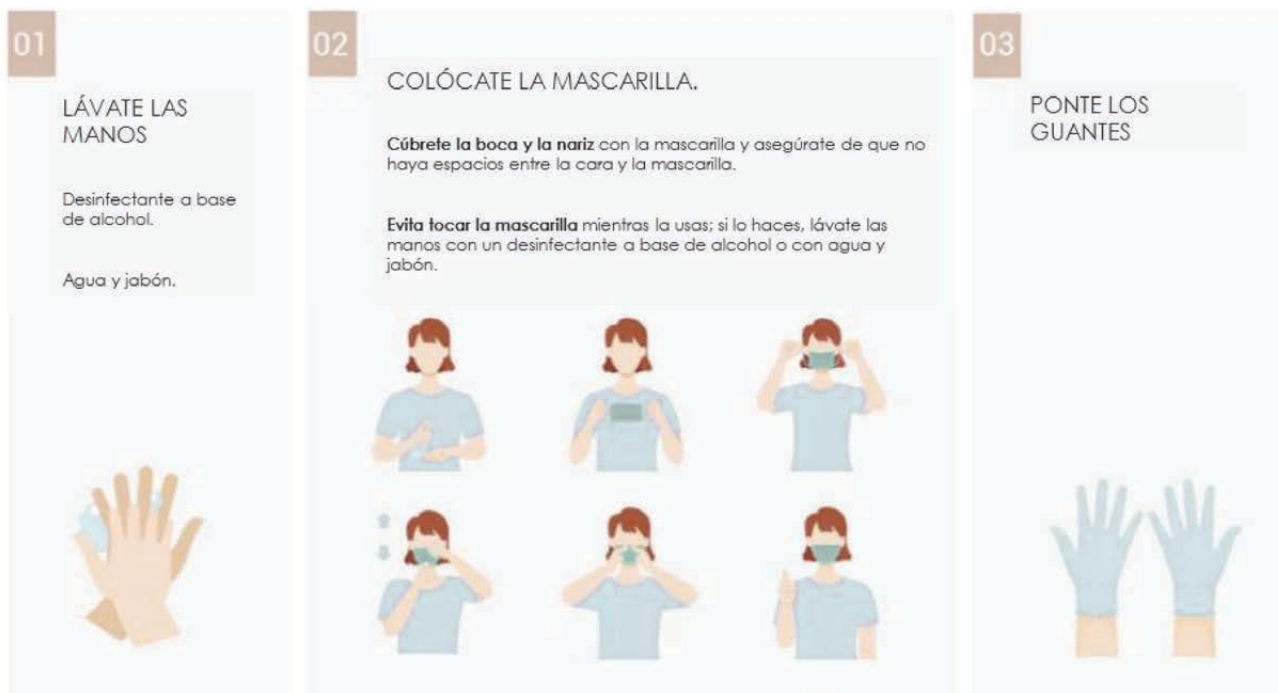 01
LÁVATE LAS
MANOS
Desinfectante a base
de alcohol.
Agua y jabón.
02
COLÓCATE LA MASCARILLA.
Cúbrete la boca y la nariz con la mascarilla y asegúrate de que no
haya espacios entre la cara y la mascarilla.
Evita tocar la mascarilla mientras la usas; si lo haces, lávate las
manos con un desinfectante a base de alcohol o con agua y
jabón.
03
PONTE LOS
GUANTES